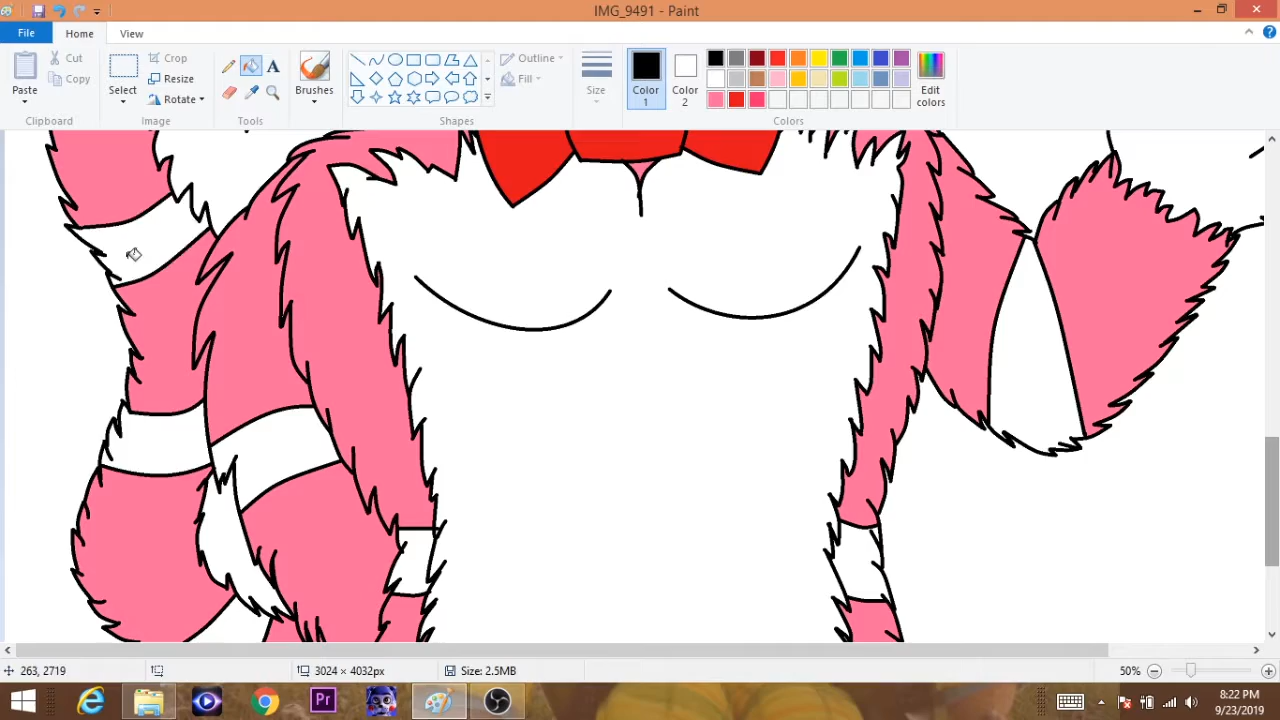 IMG_9491 - Paint
File Home View
Paste
Cut
Copy
Clipboard
Select
Crop
Resize
Rotate
Image
A
Tools
Brushes
Outline
Fill
Shapes
Size
Color
1
Color
2
Edit
colors
Colors
263, 2719
3024 × 4032px
Size: 2.5MB
50%
Pr
8:22 PM
9/23/2019